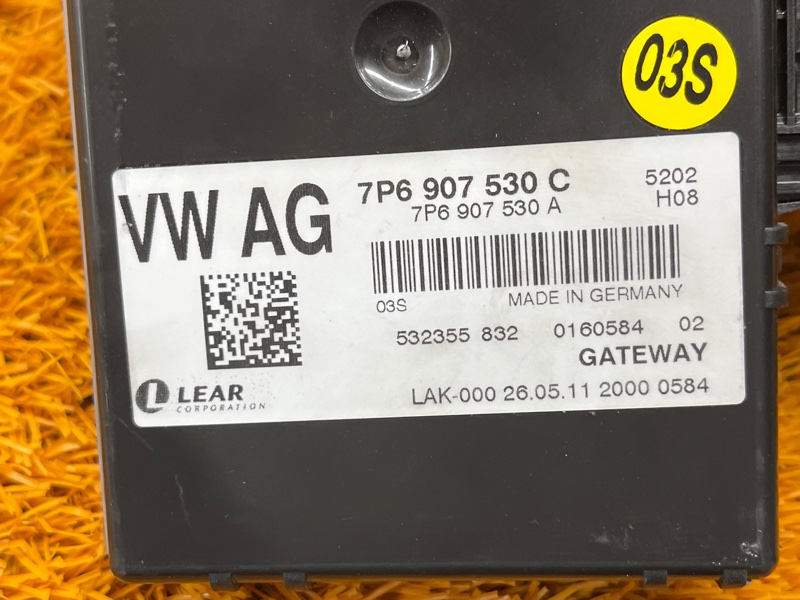 03S
VW AG
7P6 907 530 C
7P6 907 530 A
5202
H08
03S
MADE IN GERMANY
532355 832 0160584 02
GATEWAY
LEAR
CORPORATION
LAK-000 26.05.11 2000 0584